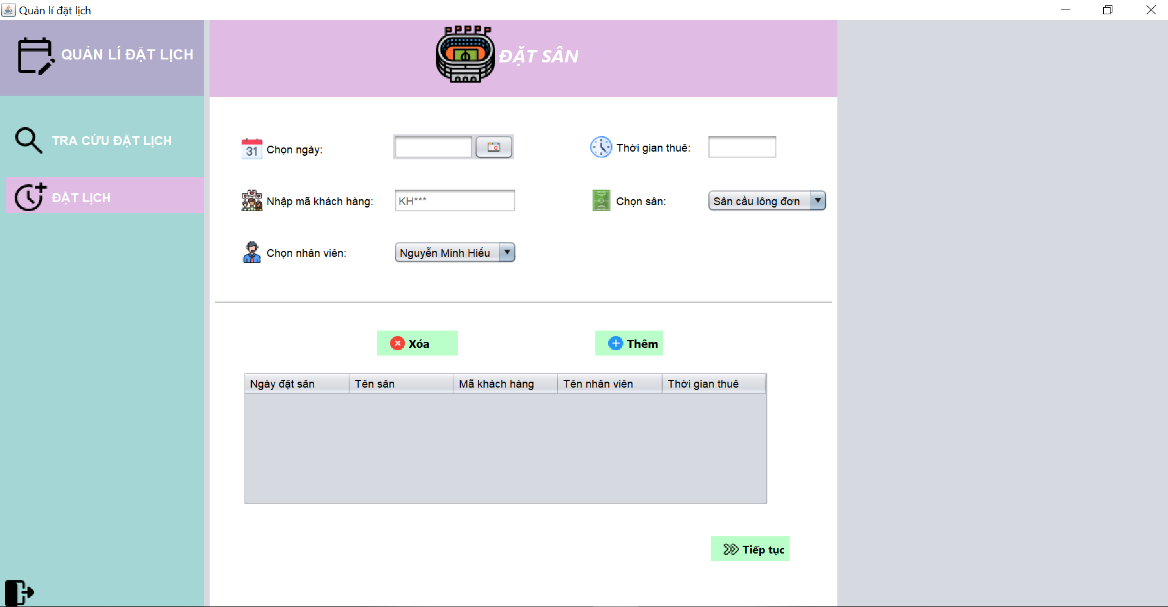 Quản lí đặt lịch
QUẢN LÍ ĐẶT LỊCH
ĐẶT SÂN
TRA CỨU ĐẶT LỊCH
ĐẶT LỊCH
31 Chọn ngày:
Thời gian thuê:
Nhập mã khách hàng: KH***
Chọn sân: Sân cầu lông đơn
Chọn nhân viên: Nguyễn Minh Hiếu
Xóa
Thêm
Ngày đặt sân Tên sân Mã khách hàng Tên nhân viên Thời gian thuê
Tiếp tục